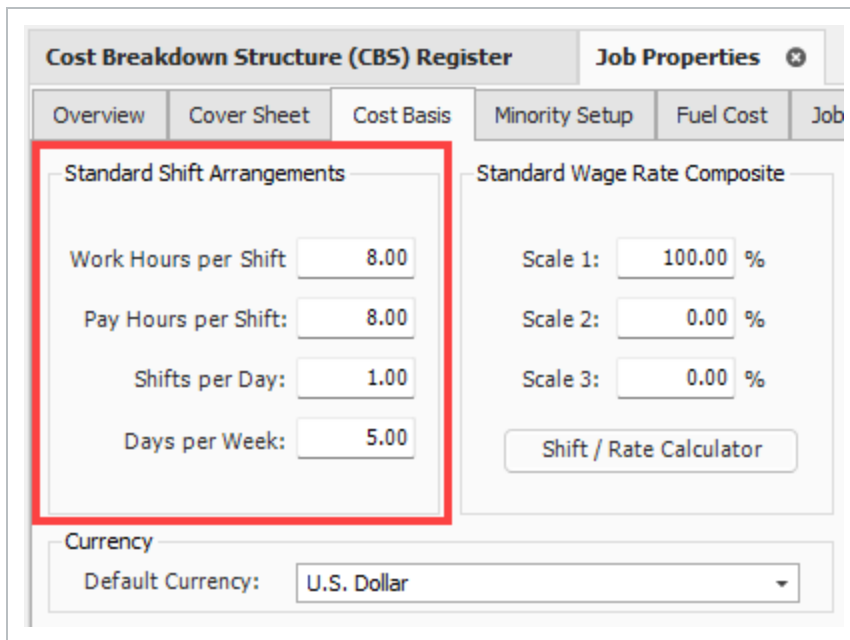 Cost Breakdown Structure (CBS) Register
Job Properties
Overview
Cover Sheet
Cost Basis
Minority Setup
Fuel Cost
Job
Standard Shift Arrangements
Work Hours per Shift 8.00
Pay Hours per Shift: 8.00
Shifts per Day: 1.00
Days per Week: 5.00
Standard Wage Rate Composite
Scale 1: 100.00 %
Scale 2: 0.00 %
Scale 3: 0.00 %
Shift / Rate Calculator
Currency
Default Currency: U.S. Dollar